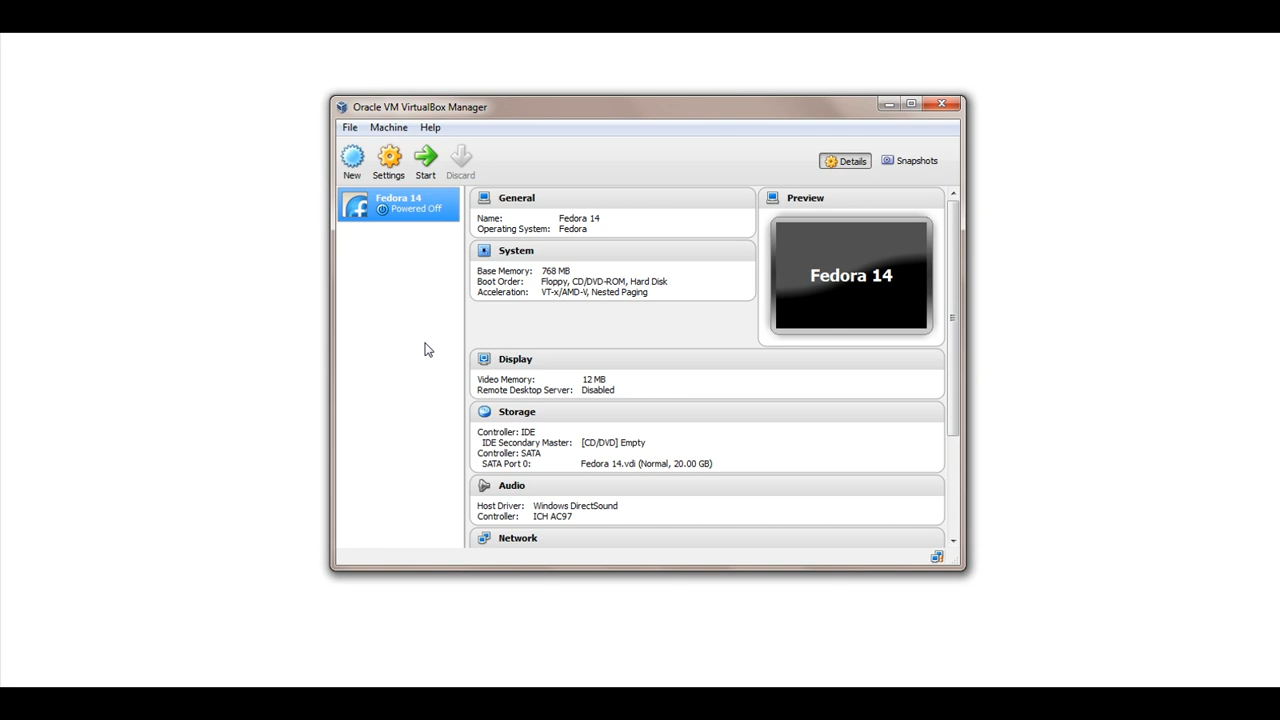 Oracle VM VirtualBox Manager
File Machine Help
New Settings Start Discard
Details Snapshots
Fedora 14
Powered Off
General
Name: Fedora 14
Operating System: Fedora
System
Base Memory: 768 MB
Boot Order: Floppy, CD/DVD-ROM, Hard Disk
Acceleration: VT-x/AMD-V, Nested Paging
Preview
Fedora 14
Display
Video Memory: 12 MB
Remote Desktop Server: Disabled
Storage
Controller: IDE
IDE Secondary Master: [CD/DVD] Empty
Controller: SATA
SATA Port 0: Fedora 14.vdi (Normal, 20.00 GB)
Audio
Host Driver: Windows DirectSound
Controller: ICH AC97
Network